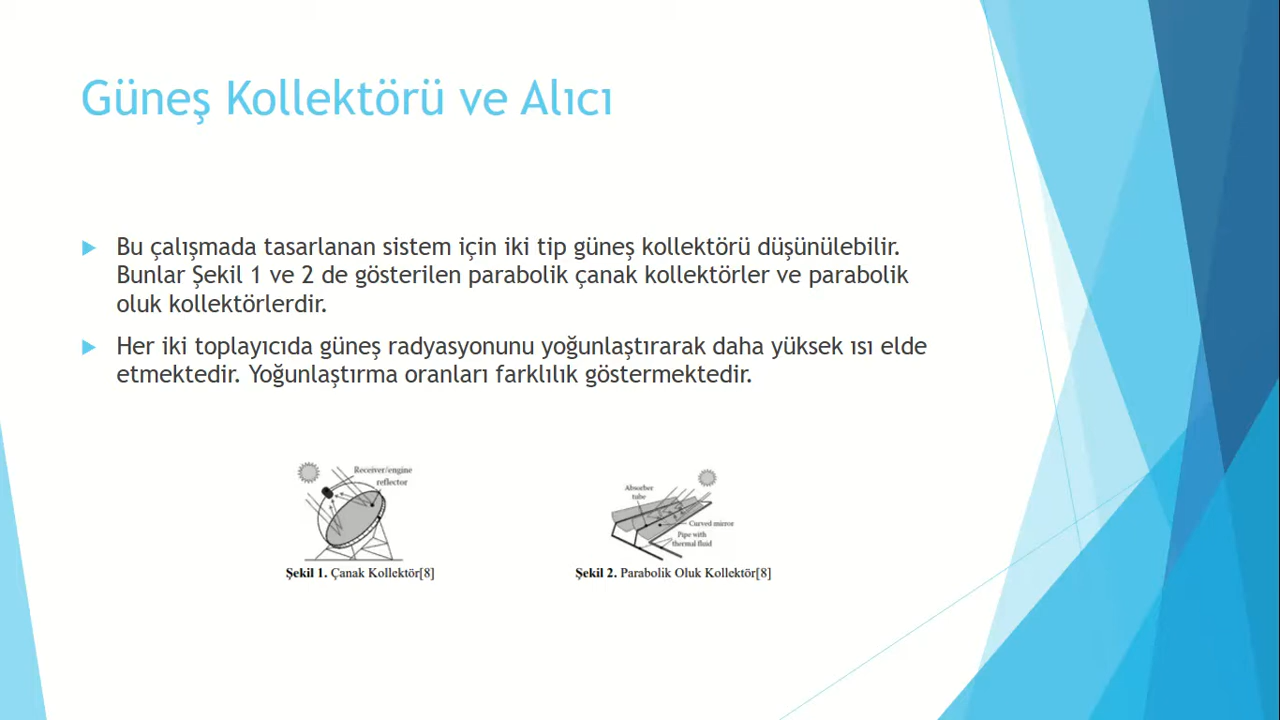 Güneş Kollektörü ve Alıcı
Bu çalışmada tasarlanan sistem için iki tip güneş kollektörü düşünülebilir.
Bunlar Şekil 1 ve 2 de gösterilen parabolik çanak kollektörler ve parabolik
oluk kollektörlerdir.
Her iki toplayıcıda güneş radyasyonunu yoğunlaştırarak daha yüksek ısı elde
etmektedir. Yoğunlaştırma oranları farklılık göstermektedir.
Receiver/engine
reflector
Şekil 1. Çanak Kollektör[8]
Absorber
tube
Curved mirror
Pipe with
thermal fluid
Şekil 2. Parabolik Oluk Kollektör[8]